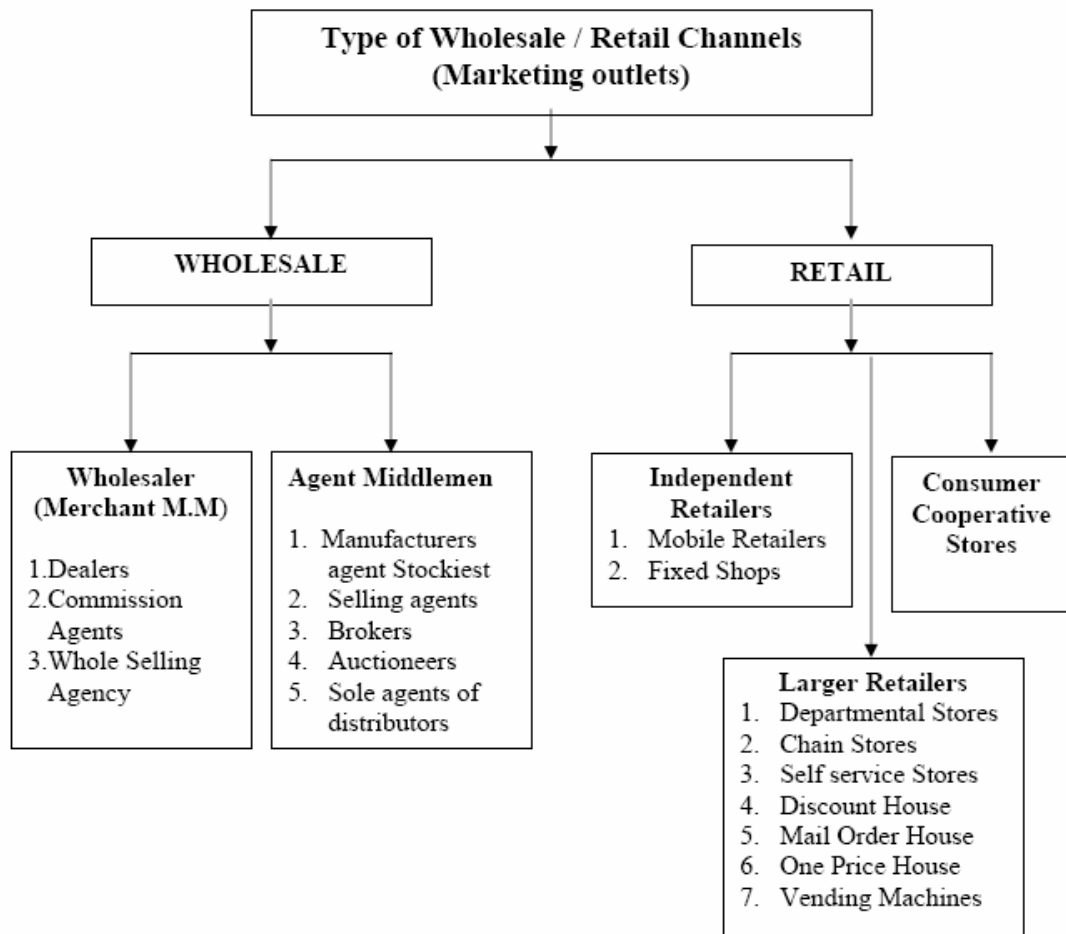 Type of Wholesale / Retail Channels
(Marketing outlets)
WHOLESALE
RETAIL
Wholesaler
(Merchant M.M)
1.Dealers
2.Commission
Agents
3.Whole Selling
Agency
Agent Middlemen
1. Manufacturers
agent Stockiest
2. Selling agents
3. Brokers
4. Auctioneers
5. Sole agents of
distributors
Independent
Retailers
1. Mobile Retailers
2. Fixed Shops
Consumer
Cooperative
Stores
Larger Retailers
1. Departmental Stores
2. Chain Stores
3. Self service Stores
4. Discount House
5. Mail Order House
6. One Price House
7. Vending Machines